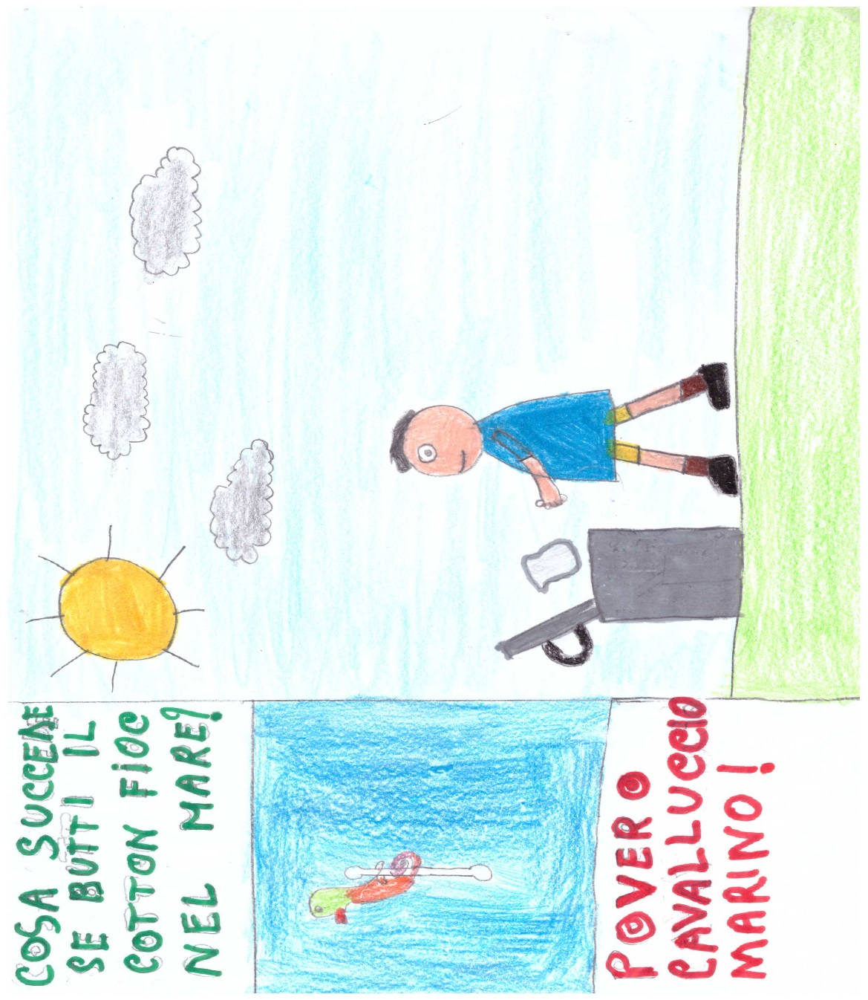 COSA SUCCEDE
SE BUTTI IL
COTTON FIOC
NEL MARE?
POVERO
CAVALLUCCIO
MARINO!